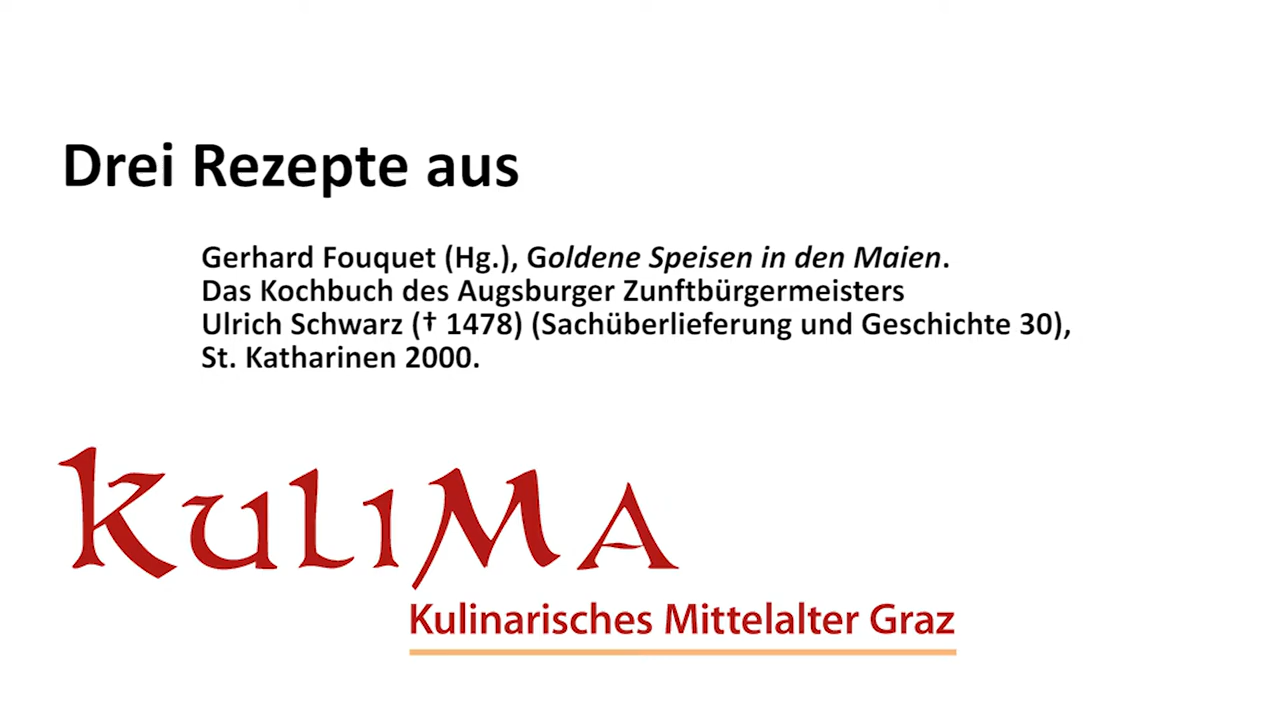 Drei Rezepte aus
Gerhard Fouquet (Hg.), Goldene Speisen in den Maien.
Das Kochbuch des Augsburger Zunftbürgermeisters
Ulrich Schwarz († 1478) (Sachüberlieferung und Geschichte 30),
St. Katharinen 2000.
KuliMa
Kulinarisches Mittelalter Graz